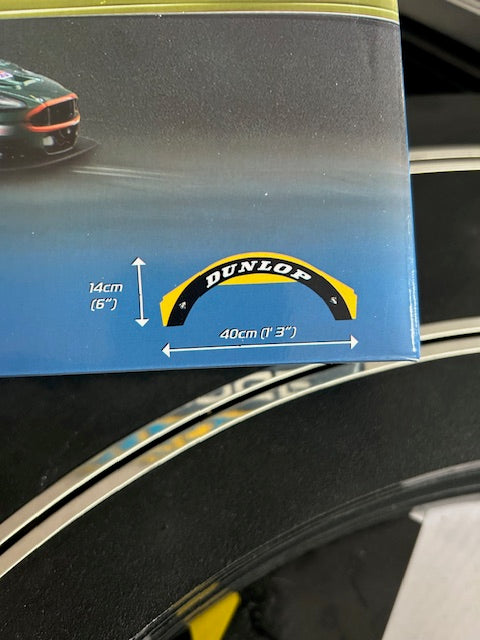 DUNLOP
14cm
(6")
40cm (1' 3")